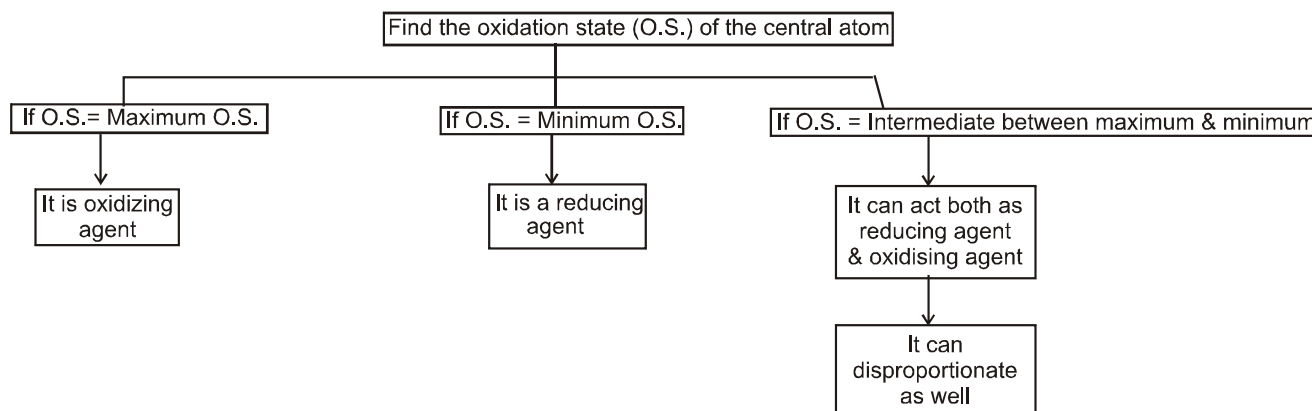 Find the oxidation state (O.S.) of the central atom
If O.S.= Maximum O.S.
If O.S. = Minimum O.S.
If O.S. = Intermediate between maximum & minimum
It is oxidizing
agent
It is a reducing
agent
It can act both as
reducing agent
& oxidising agent
It can
disproportionate
as well